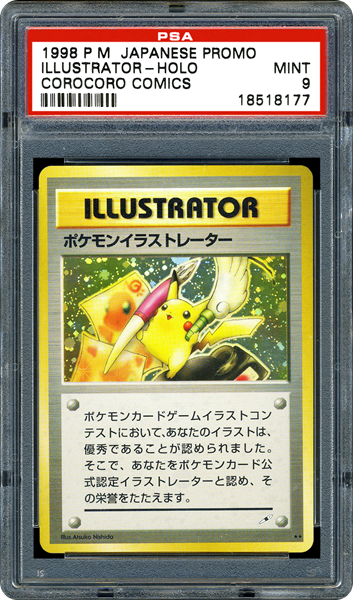 PSA
1998 P M JAPANESE PROMO
ILLUSTRATOR-HOLO MINT
COROCORO COMICS 9
18518177
ILLUSTRATOR
ポケモンイラストレーター
ポケモンカードゲームイラストコン
テストにおいて、あなたのイラストは、
優秀であることが認められました。
そこで、あなたをポケモンカード公
式認定イラストレーターと認め、そ
の栄誉をたたえます。
Illus.Atsuko Nishida
★★